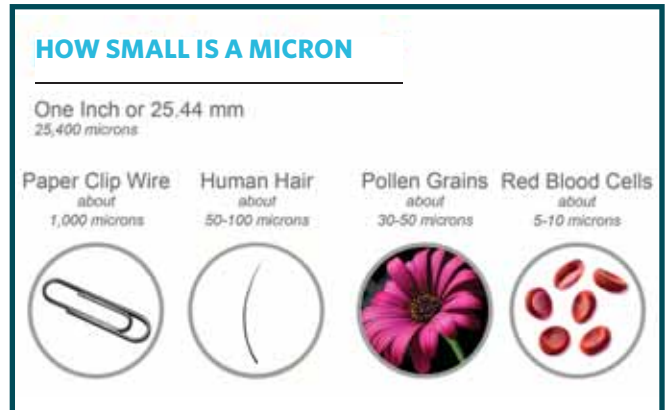 HOW SMALL IS A MICRON
One Inch or 25.44 mm
25,400 microns
Paper Clip Wire
about
1,000 microns
Human Hair
about
50-100 microns
Pollen Grains
about
30-50 microns
Red Blood Cells
about
5-10 microns